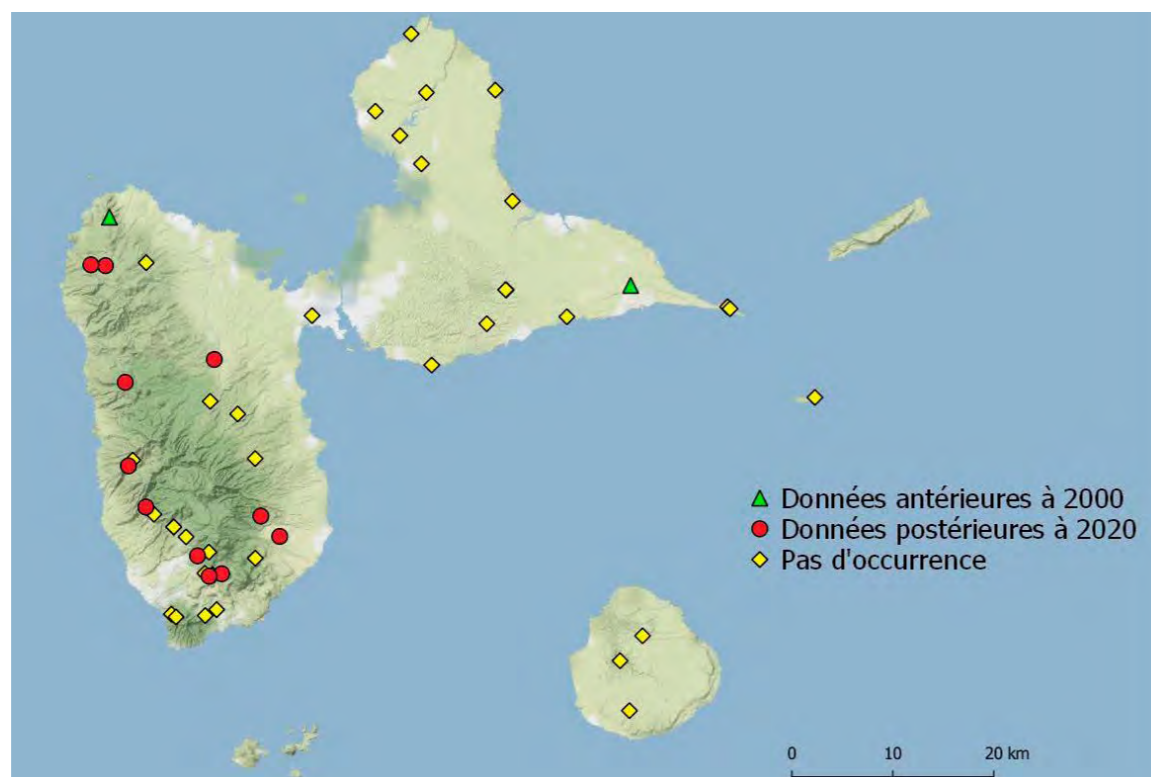 Données antérieures à 2000
Données postérieures à 2020
Pas d'occurrence
0 10 20 km